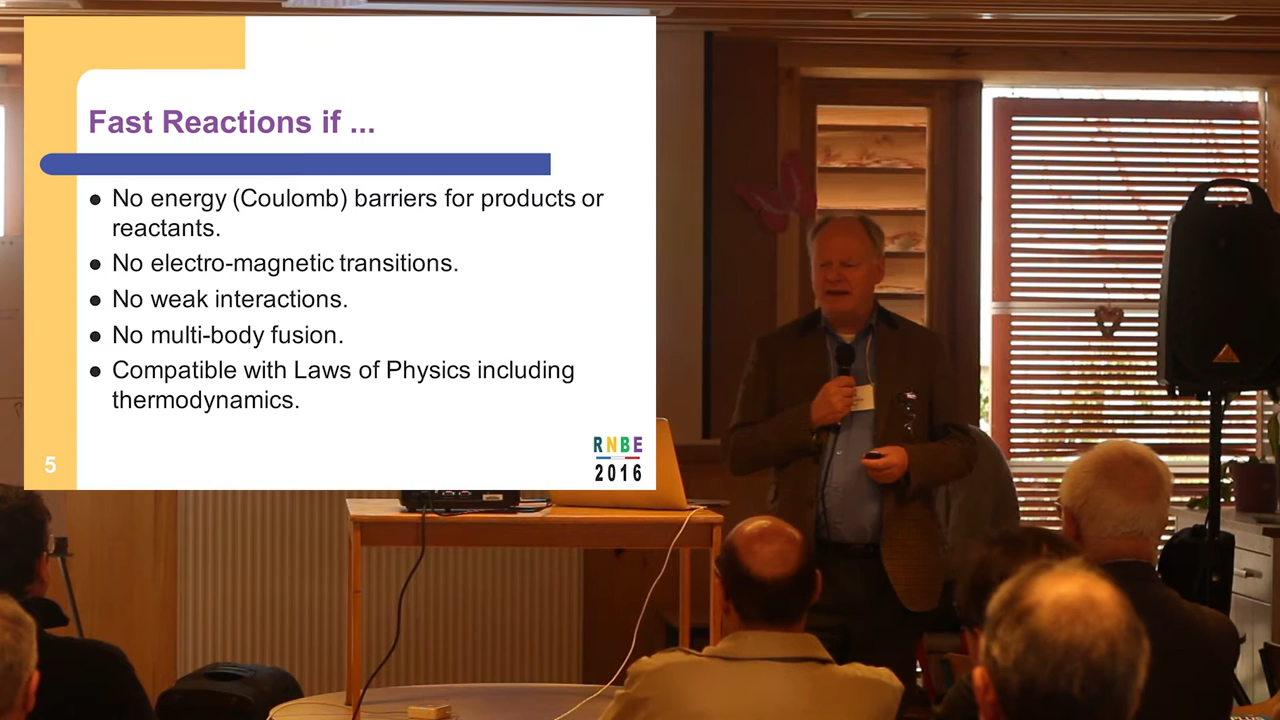 Fast Reactions if ...
● No energy (Coulomb) barriers for products or
reactants.
● No electro-magnetic transitions.
● No weak interactions.
● No multi-body fusion.
● Compatible with Laws of Physics including
thermodynamics.
5
RNBE
2016